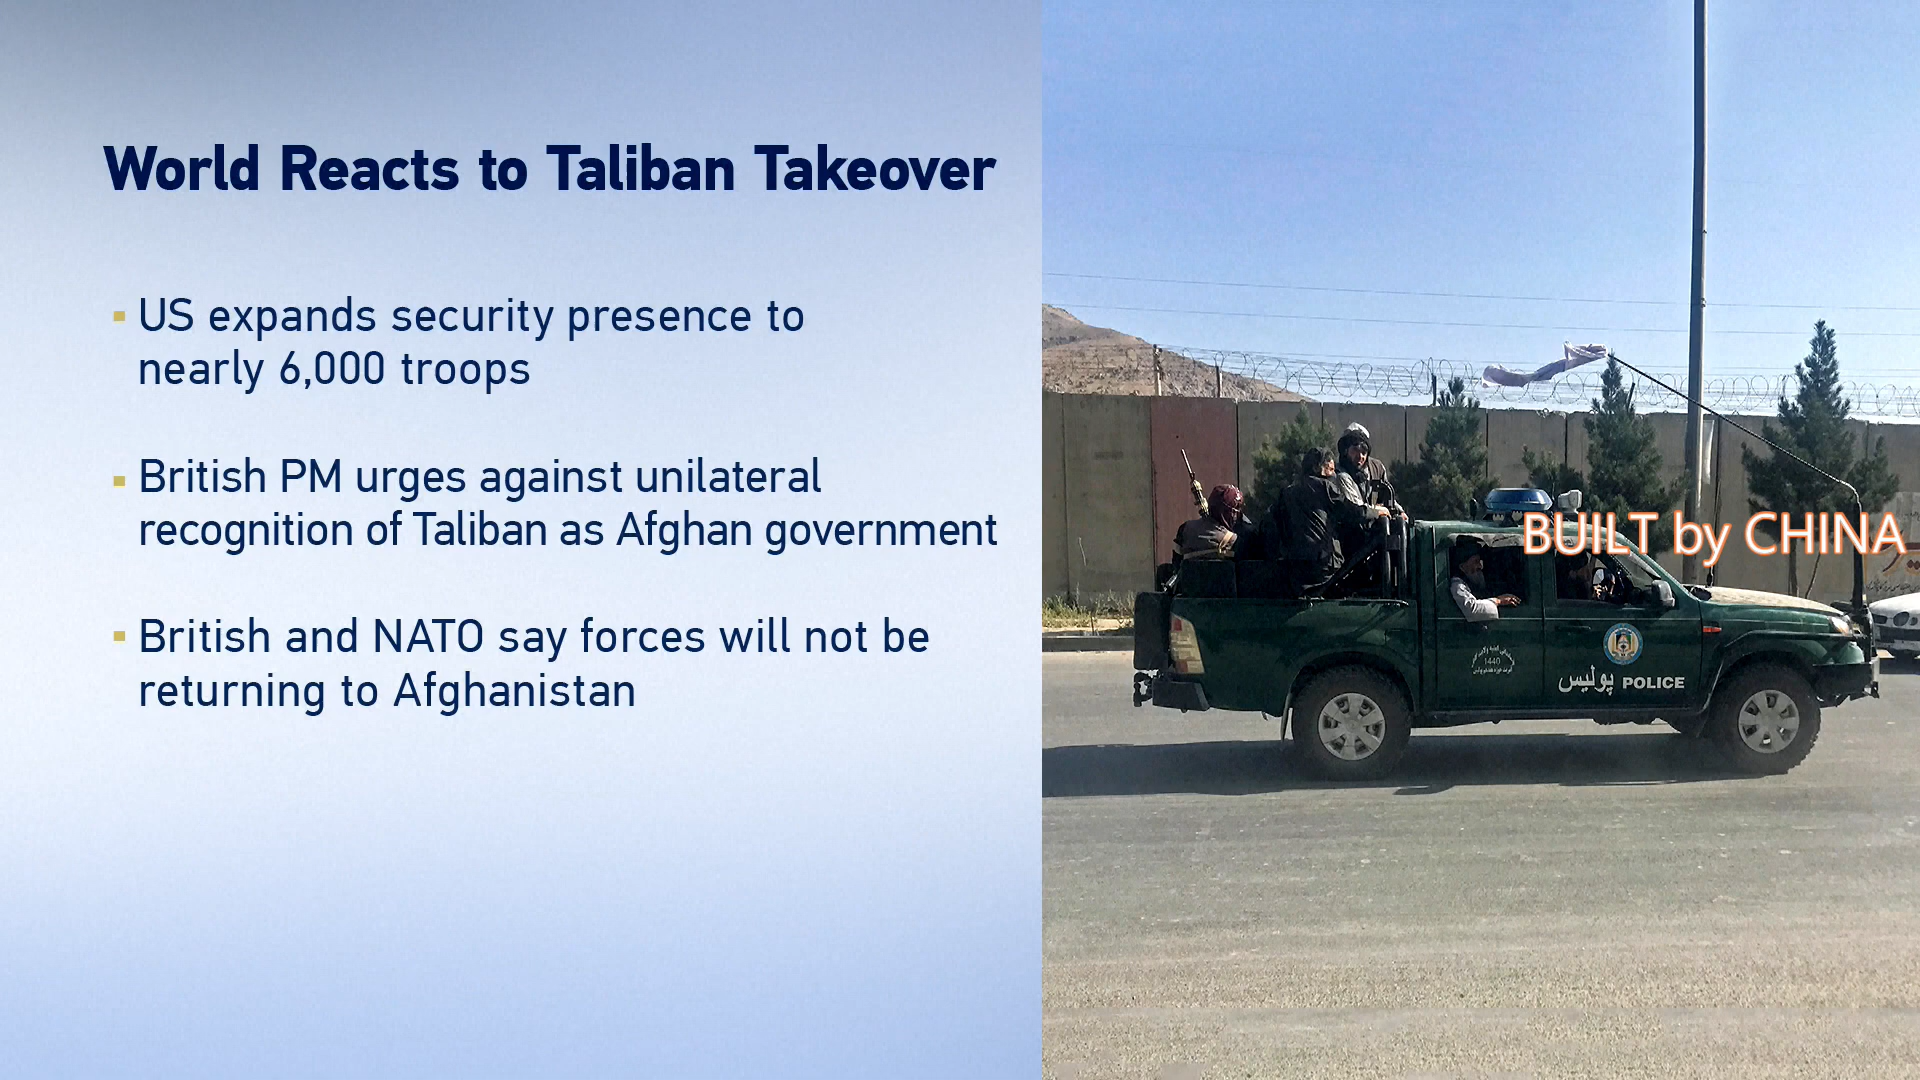 World Reacts to Taliban Takeover
US expands security presence to
nearly 6,000 troops
British PM urges against unilateral
recognition of Taliban as Afghan government
British and NATO say forces will not be
returning to Afghanistan
BUILT by CHINA
1440
پولیس POLICE